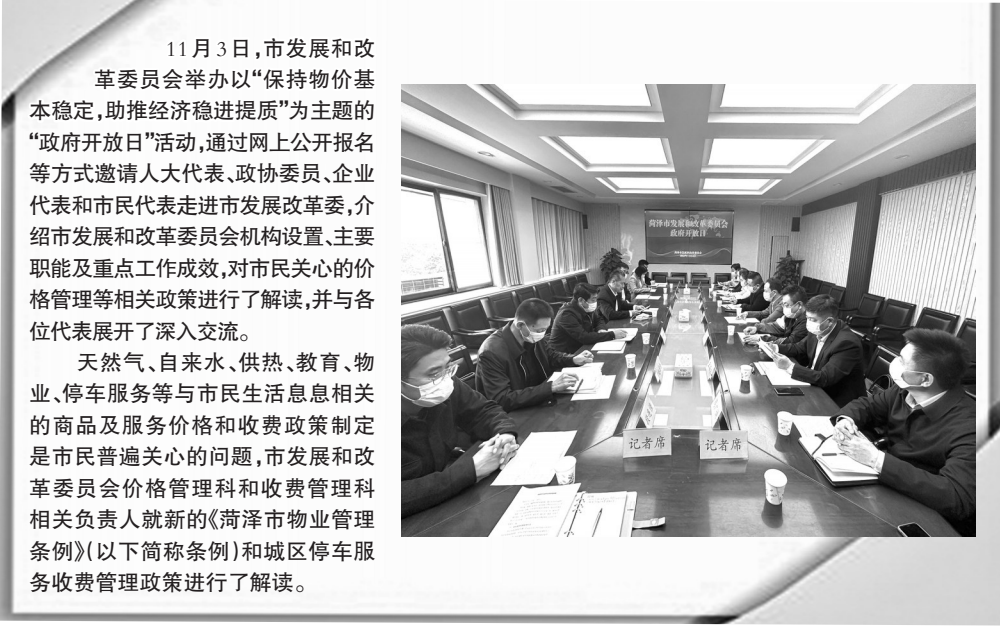 11月3日，市发展和改
革委员会举办以“保持物价基
本稳定，助推经济稳进提质”为主题的
“政府开放日”活动，通过网上公开报名
等方式邀请人大代表、政协委员、企业
代表和市民代表走进市发展改革委，介
绍市发展和改革委员会机构设置、主要
职能及重点工作成效，对市民关心的价
格管理等相关政策进行了解读，并与各
位代表展开了深入交流。
天然气、自来水、供热、教育、物
业、停车服务等与市民生活息息相关
的商品及服务价格和收费政策制定
是市民普遍关心的问题，市发展和改
革委员会价格管理科和收费管理科
相关负责人就新的《菏泽市物业管理
条例》（以下简称条例）和城区停车服
务收费管理政策进行了解读。
菏泽市发展和改革委员会
政府开放日
记者席
记者席